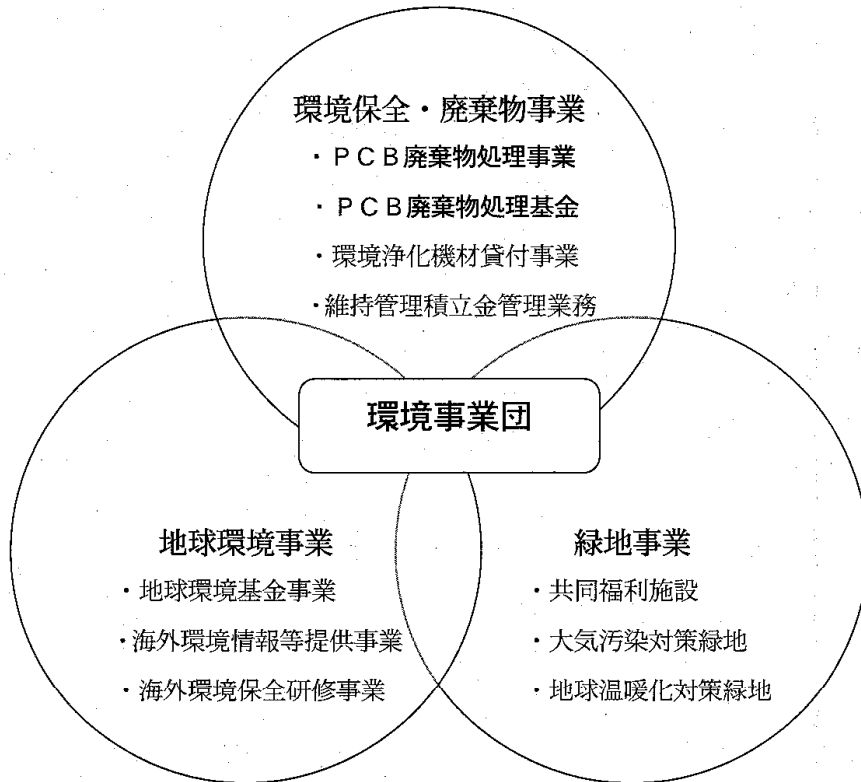 環境保全・廃棄物事業
・ＰＣＢ廃棄物処理事業
・ＰＣＢ廃棄物処理基金
・環境浄化機材貸付事業
・維持管理積立金管理業務
環境事業団
地球環境事業
・地球環境基金事業
・海外環境情報等提供事業
・海外環境保全研修事業
緑地事業
・共同福利施設
・大気汚染対策緑地
・地球温暖化対策緑地